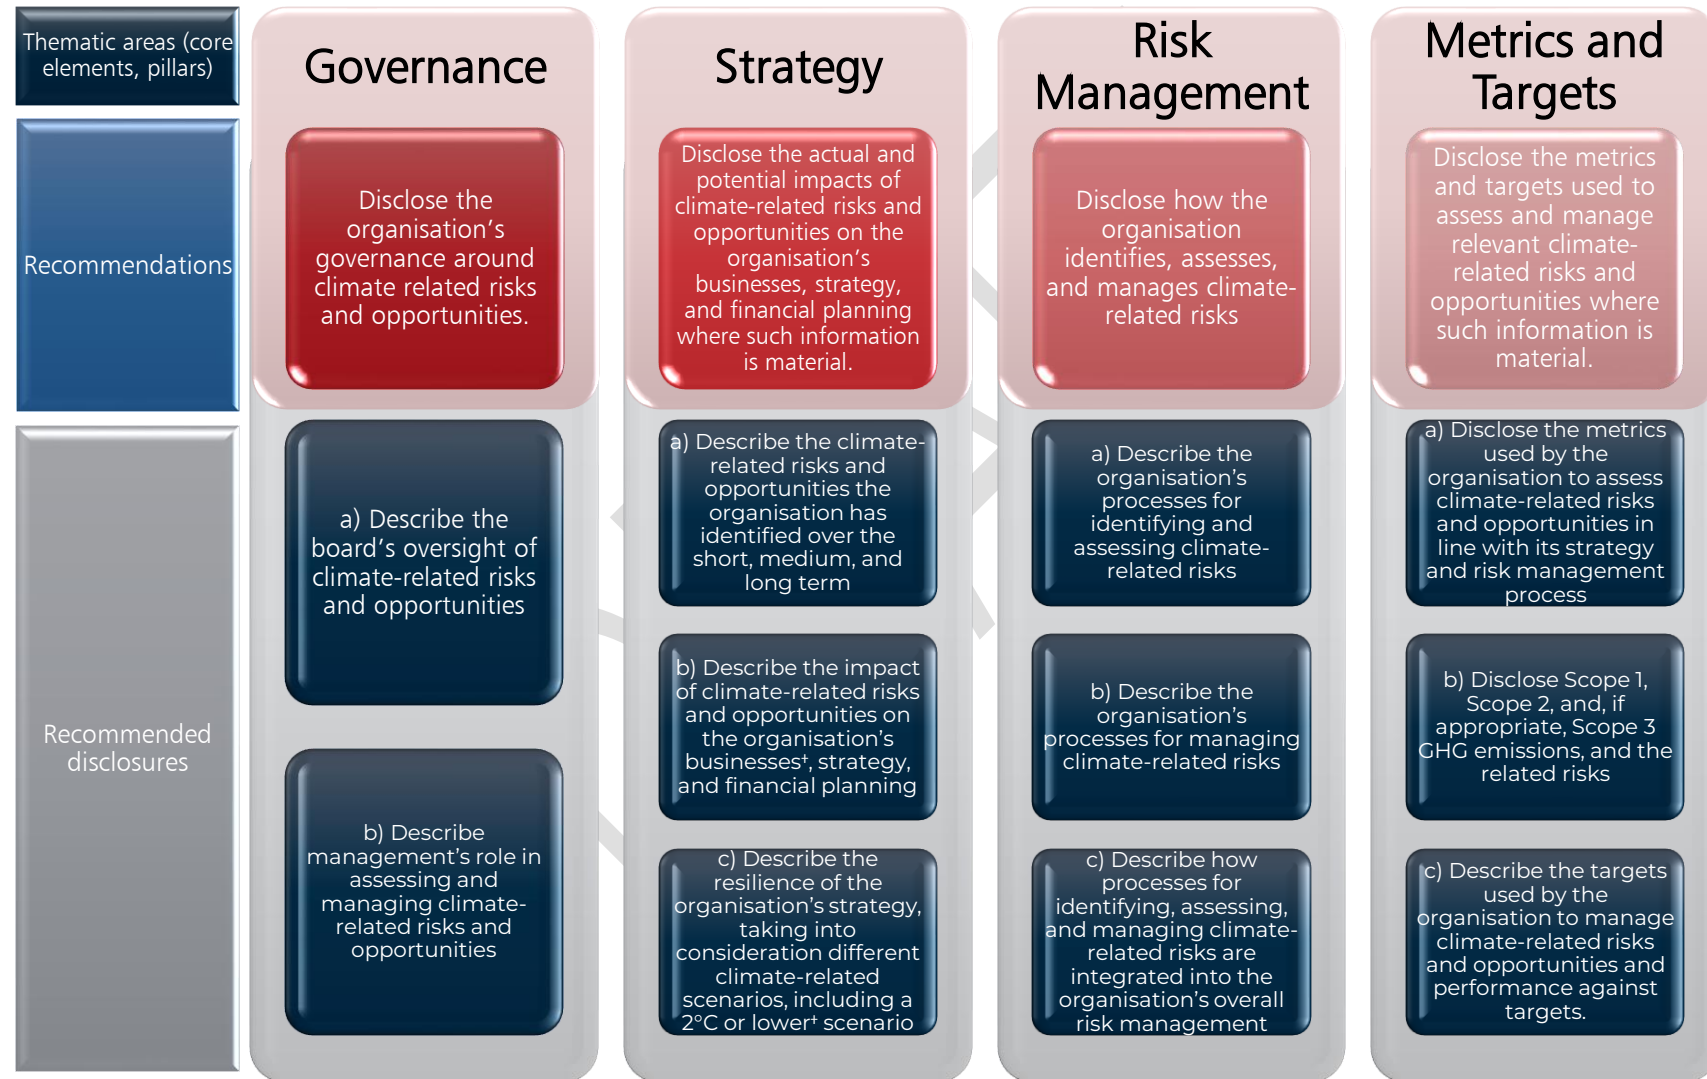 Thematic areas (core
elements, pillars)
Governance
Strategy
Risk
Management
Metrics and
Targets
Recommendations
Disclose the
organisation’s
governance around
climate related risks
and opportunities.
Disclose the actual and
potential impacts of
climate-related risks and
opportunities on the
organisation’s
businesses, strategy,
and financial planning
where such information
is material.
Disclose how the
organisation
identifies, assesses,
and manages climate-
related risks
Disclose the metrics
and targets used to
assess and manage
relevant climate-
related risks and
opportunities where
such information is
material.
Recommended
disclosures
a) Describe the
board’s oversight of
climate-related risks
and opportunities
b) Describe
management’s role in
assessing and
managing climate-
related risks and
opportunities
a) Describe the climate-
related risks and
opportunities the
organisation has
identified over the
short, medium, and
long term
b) Describe the impact
of climate-related risks
and opportunities on
the organisation’s
businesses†, strategy,
and financial planning
c) Describe the
resilience of the
organisation’s strategy,
taking into
consideration different
climate-related
scenarios, including a
2°C or lower† scenario
a) Describe the
organisation’s
processes for
identifying and
assessing climate-
related risks
b) Describe the
organisation’s
processes for managing
climate-related risks
c) Describe how
processes for
identifying, assessing,
and managing climate-
related risks are
integrated into the
organisation’s overall
risk management
a) Disclose the metrics
used by the
organisation to assess
climate-related risks
and opportunities in
line with its strategy
and risk management
process
b) Disclose Scope 1,
Scope 2, and, if
appropriate, Scope 3
GHG emissions, and the
related risks
c) Describe the targets
used by the
organisation to manage
climate-related risks
and opportunities and
performance against
targets.